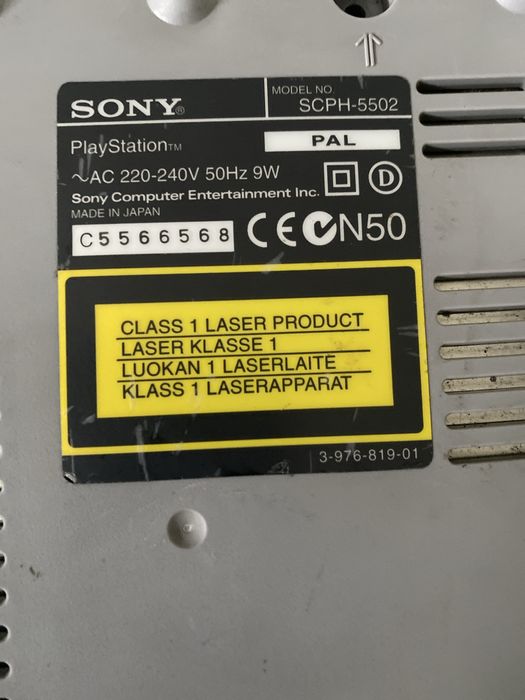 SONY®
MODEL NO.
SCPH-5502
PlayStation™
PAL
~AC 220-240V 50Hz 9W
Sony Computer Entertainment Inc.
D
MADE IN JAPAN
C5566568
CE N50
CLASS 1 LASER PRODUCT
LASER KLASSE 1
LUOKAN 1 LASERLAITE
KLASS 1 LASERAPPARAT
3-976-819-01